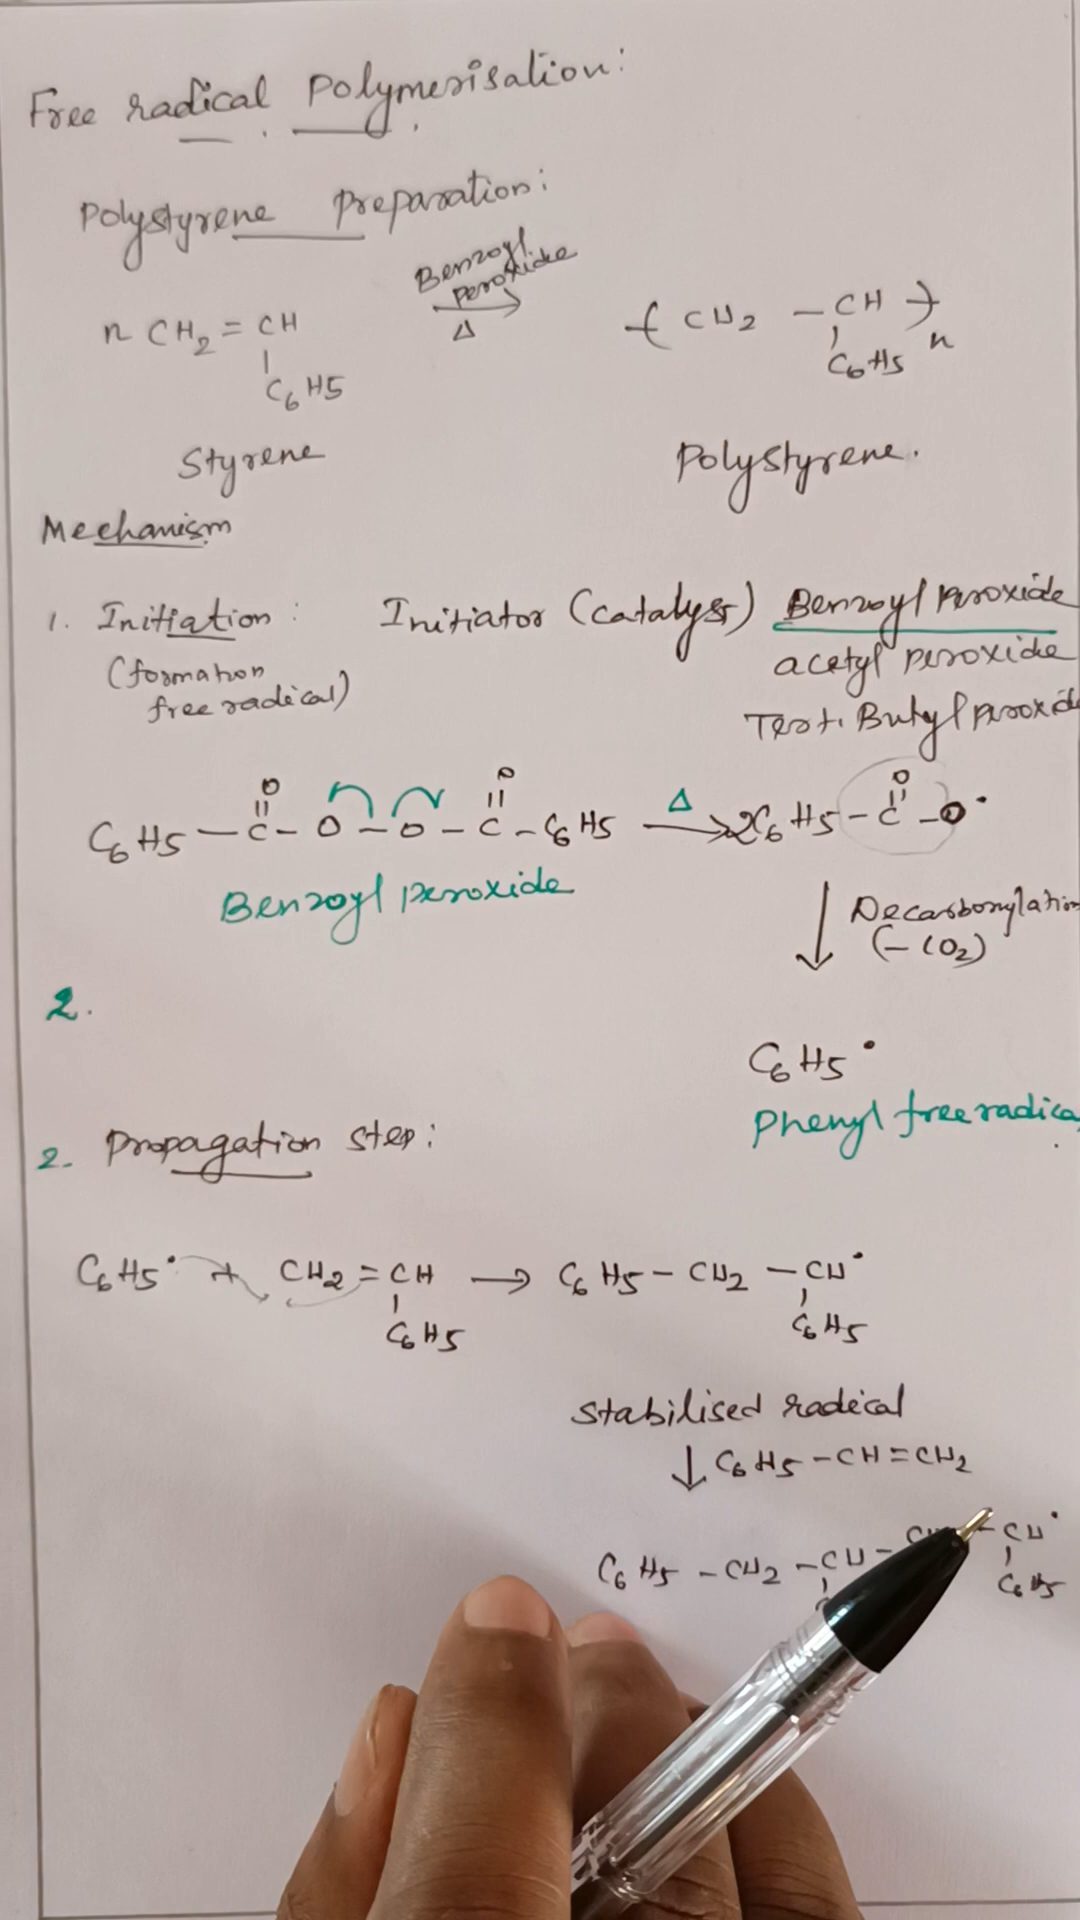 Free radical Polymerisation:
Polystyrene Preparation:
Benzoyl
peroxide
n CH2 = CH
C6H5
Δ
( CH2 - CH )n
C6H5
Styrene
Polystyrene.
Mechanism
1. Initiation : Initiator (catalyst) Benzoyl Peroxide
(formation
free radical)
acetyl peroxide
Tert. Butyl peroxid
O O O
|| || ||
C6H5 - C - O - O - C - C6H5 Δ → 2C6H5 - C - O•
Benzoyl peroxide
↓ Decarbonylation
(- CO2)
2.
C6H5•
Phenyl free radica
2. Propagation step:
C6H5• + CH2 = CH → C6H5 - CH2 - CH•
C6H5 C6H5
Stabilised radical
↓ C6H5 - CH = CH2
C6H5 - CH2 - CH - - CH•
C6H5